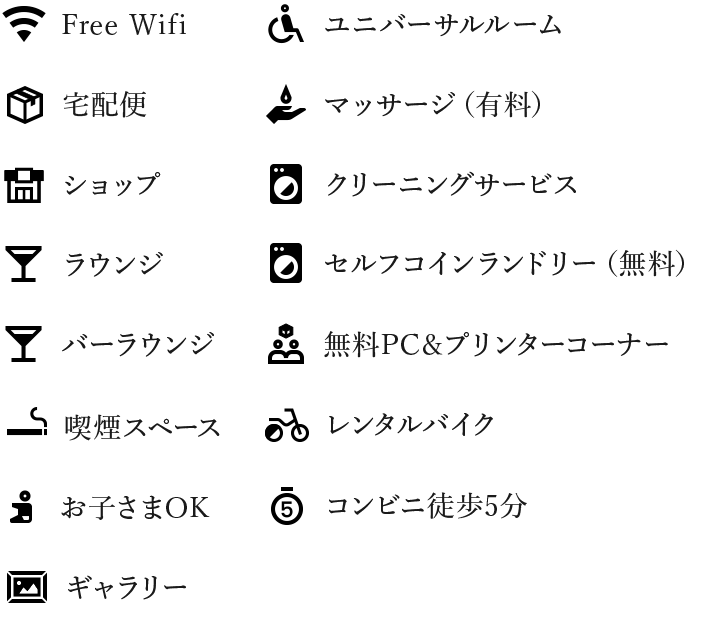 Free Wifi
宅配便
ショップ
ラウンジ
バーラウンジ
喫煙スペース
お子さまOK
ギャラリー
ユニバーサルルーム
マッサージ（有料）
クリーニングサービス
セルフコインランドリー（無料）
無料PC&プリンターコーナー
レンタルバイク
5
コンビニ徒歩5分